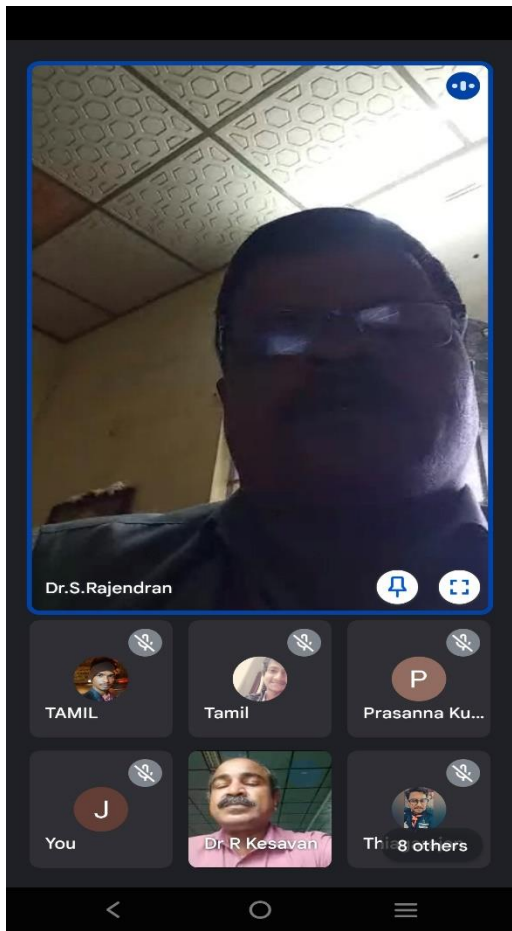 Dr.S.Rajendran
TAMIL
Tamil
P
Prasanna Ku...
J
You
Dr R Kesavan
8 others